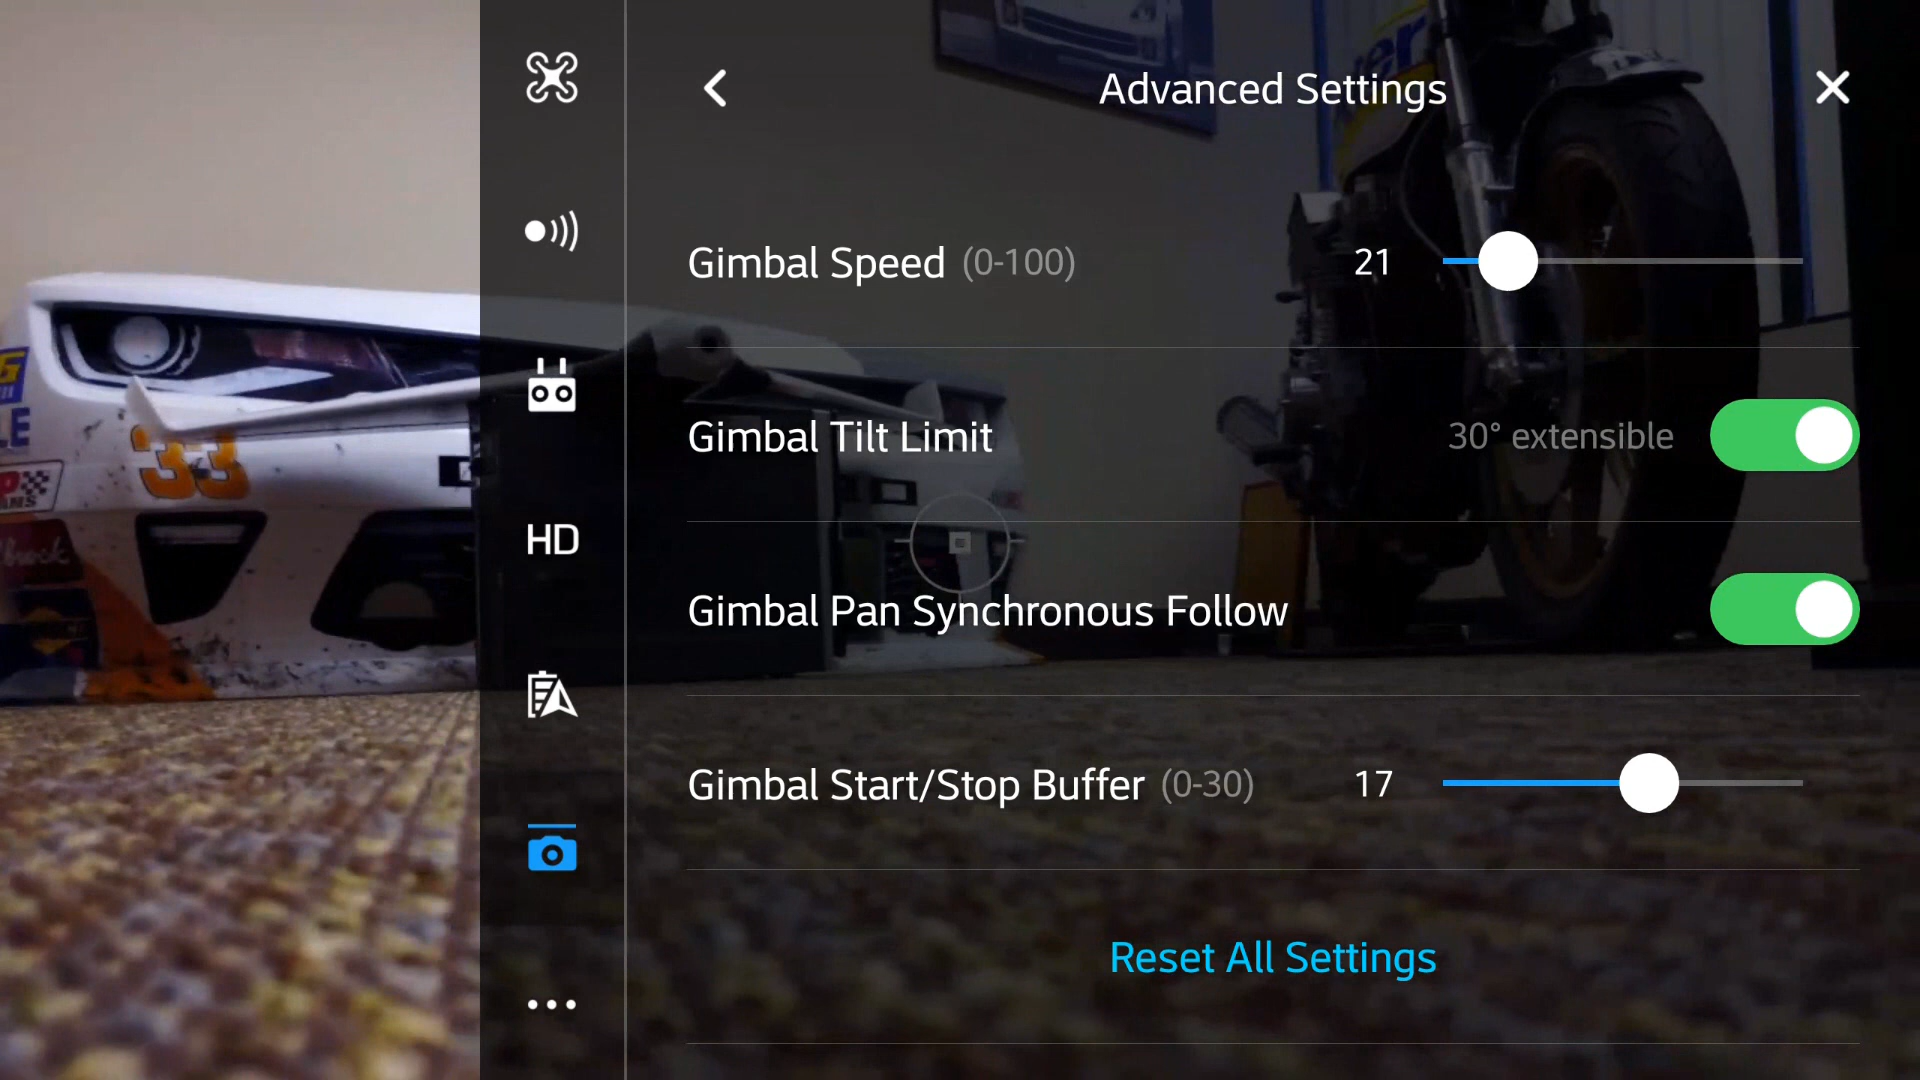 Advanced Settings
Gimbal Speed (0-100) 21
Gimbal Tilt Limit 30° extensible
Gimbal Pan Synchronous Follow
HD
Gimbal Start/Stop Buffer (0-30) 17
Reset All Settings
33